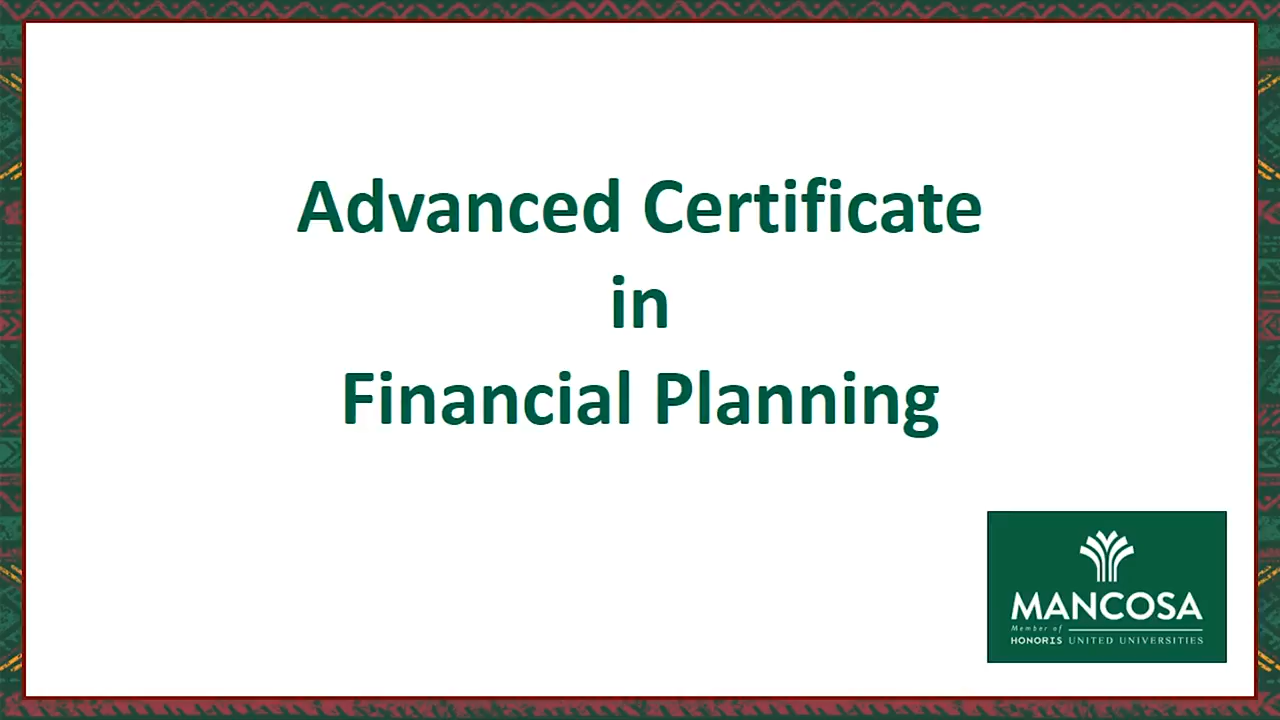 Advanced Certificate
in
Financial Planning
MANCOSA
Member of
HONORIS UNITED UNIVERSITIES